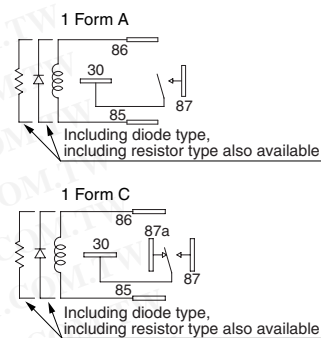 1 Form A
86
30
85
87
Including diode type,
including resistor type also available
1 Form C
86
87a
30
85
87
Including diode type,
including resistor type also available